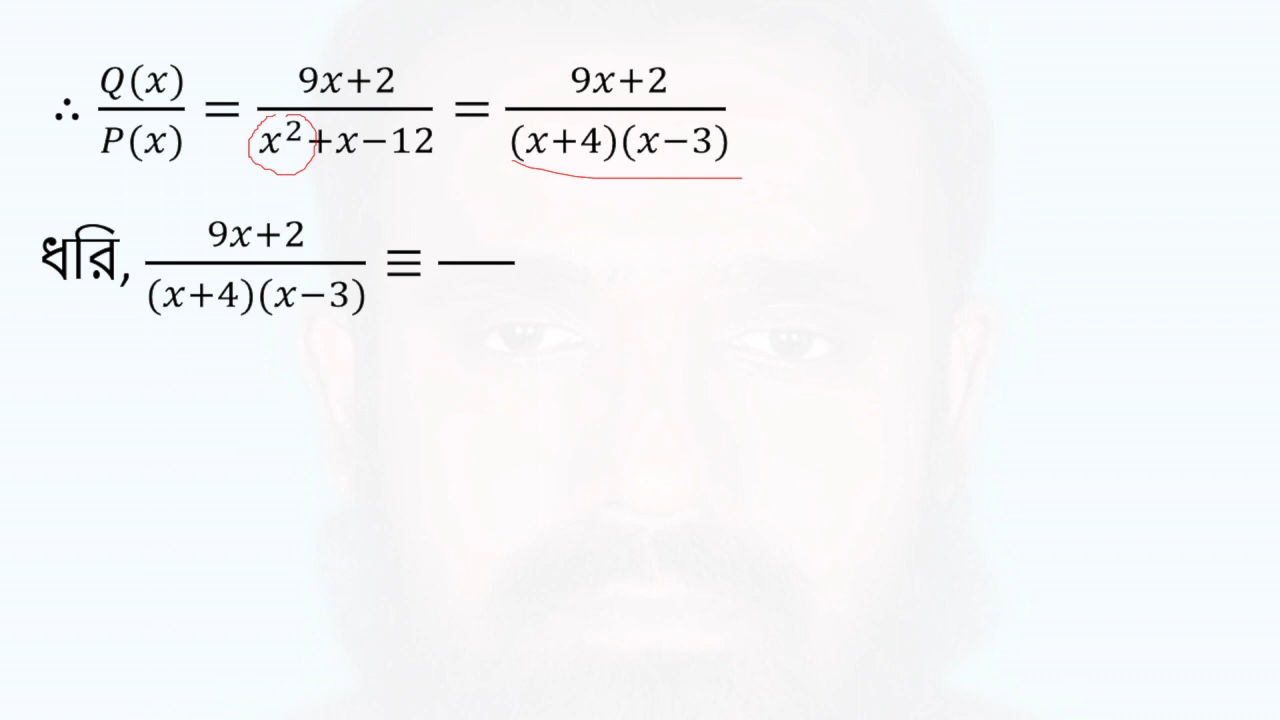 ∴ Q(x)/P(x) = 9x+2/x²+x−12 = 9x+2/(x+4)(x−3)
ধরি, 9x+2/(x+4)(x−3) ≡ —